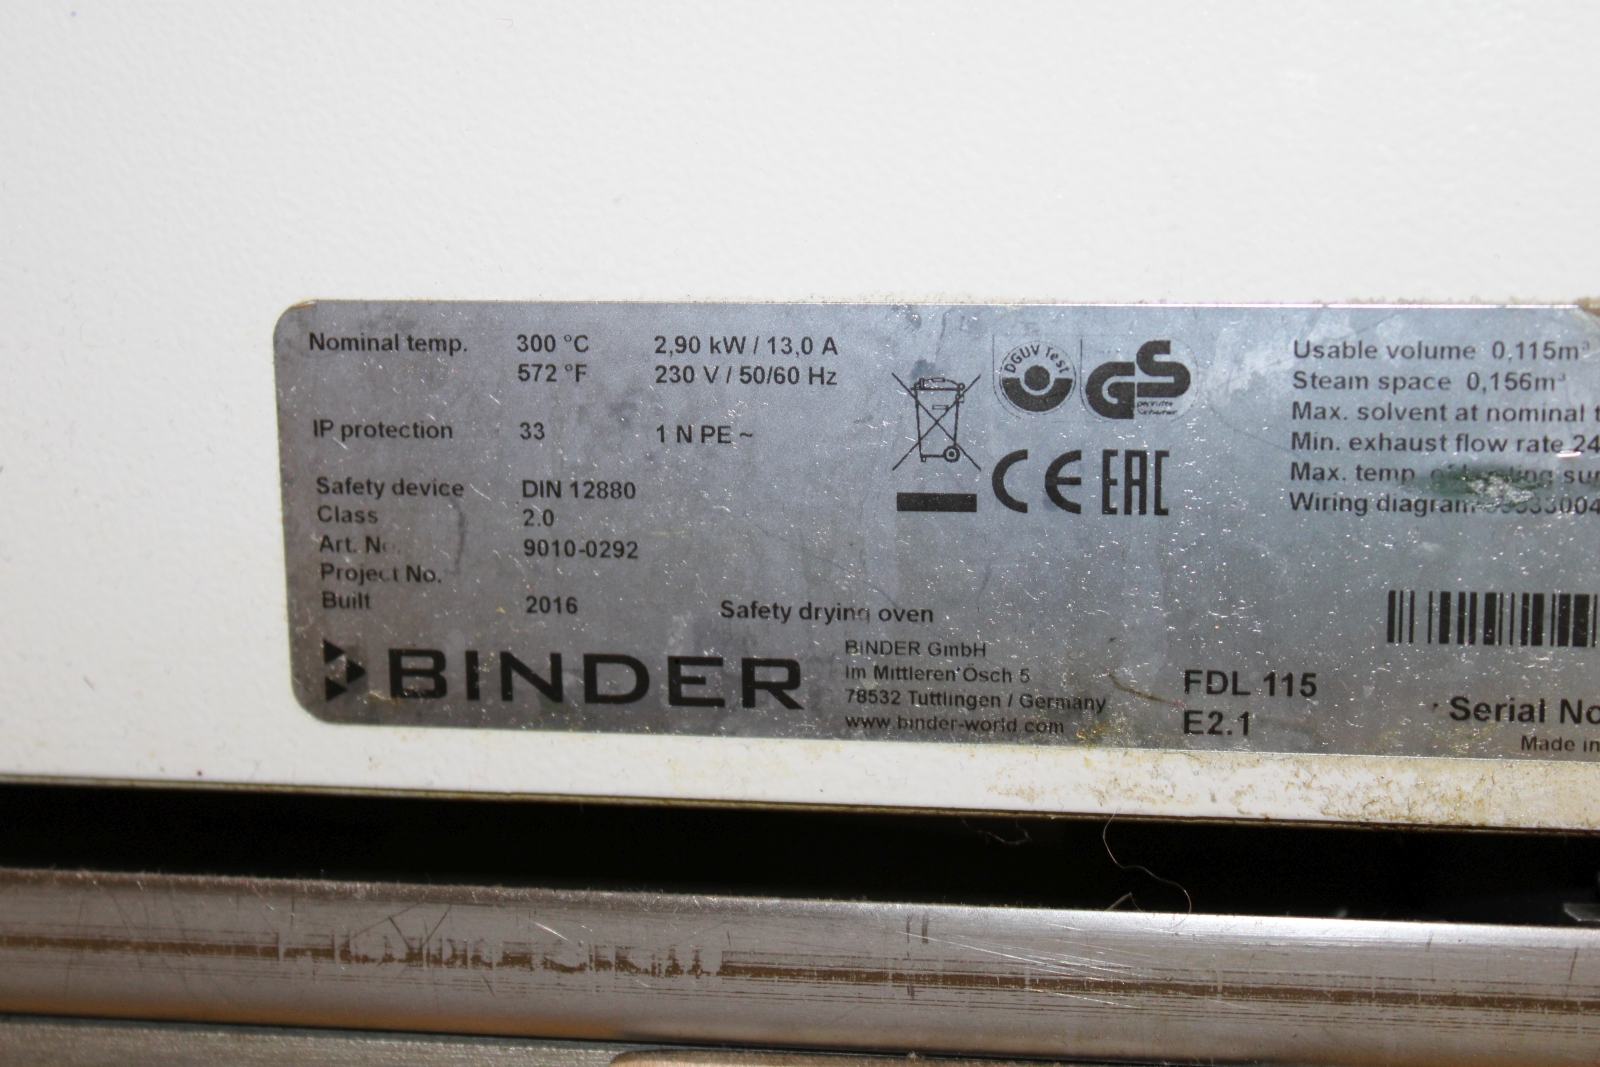 Nominal temp. 300 °C 2,90 kW / 13,0 A
572 °F 230 V / 50/60 Hz
IP protection 33 1 N PE ~
Safety device DIN 12880
Class 2.0
Art. No. 9010-0292
Project No.
Built 2016
Safety drying oven
BINDER
BINDER GmbH
Im Mittleren Ösch 5
78532 Tuttlingen / Germany
www.binder-world.com
DGUV Test
GS
geprüfte
Sicherheit
CE EAC
FDL 115
E2.1
Usable volume 0,115m³
Steam space 0,156m³
Max. solvent at nominal
Min. exhaust flow rate 24
Max. temp
Wiring diagram
Serial No
Made in